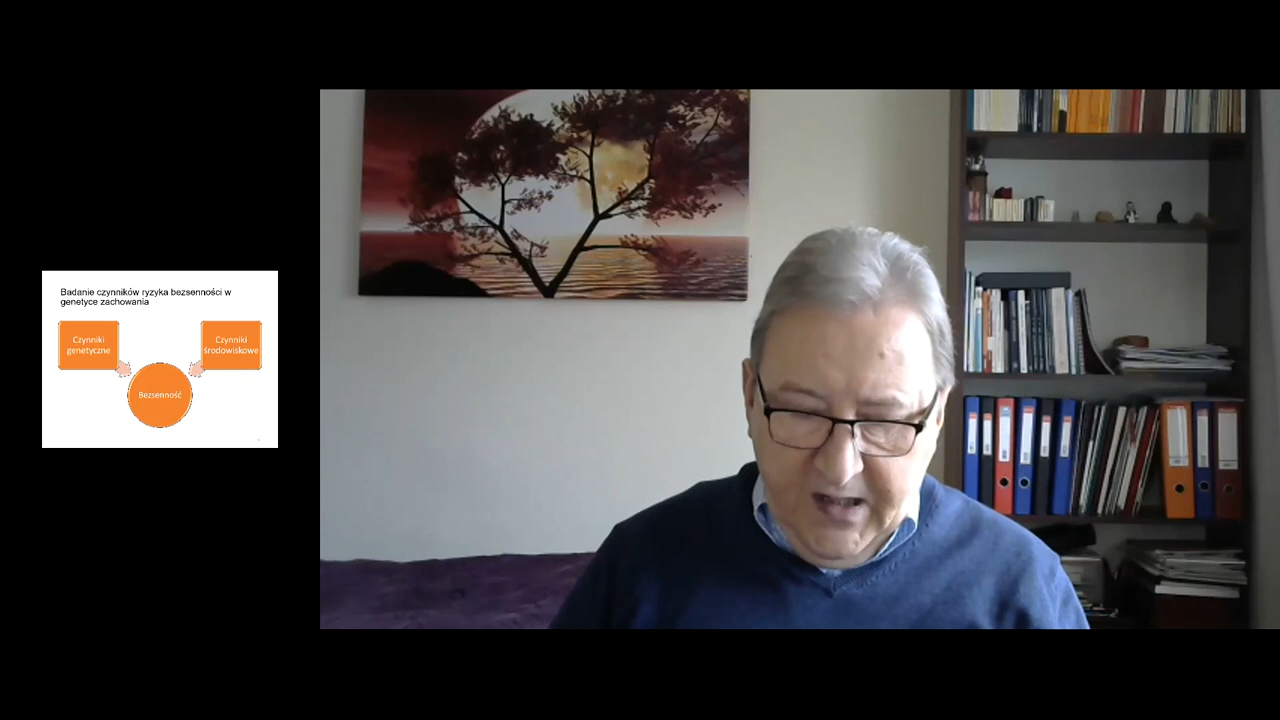 Badanie czynników ryzyka bezsenności w
genetyce zachowania
Czynniki
genetyczne
Czynniki
środowiskowe
Bezsenność